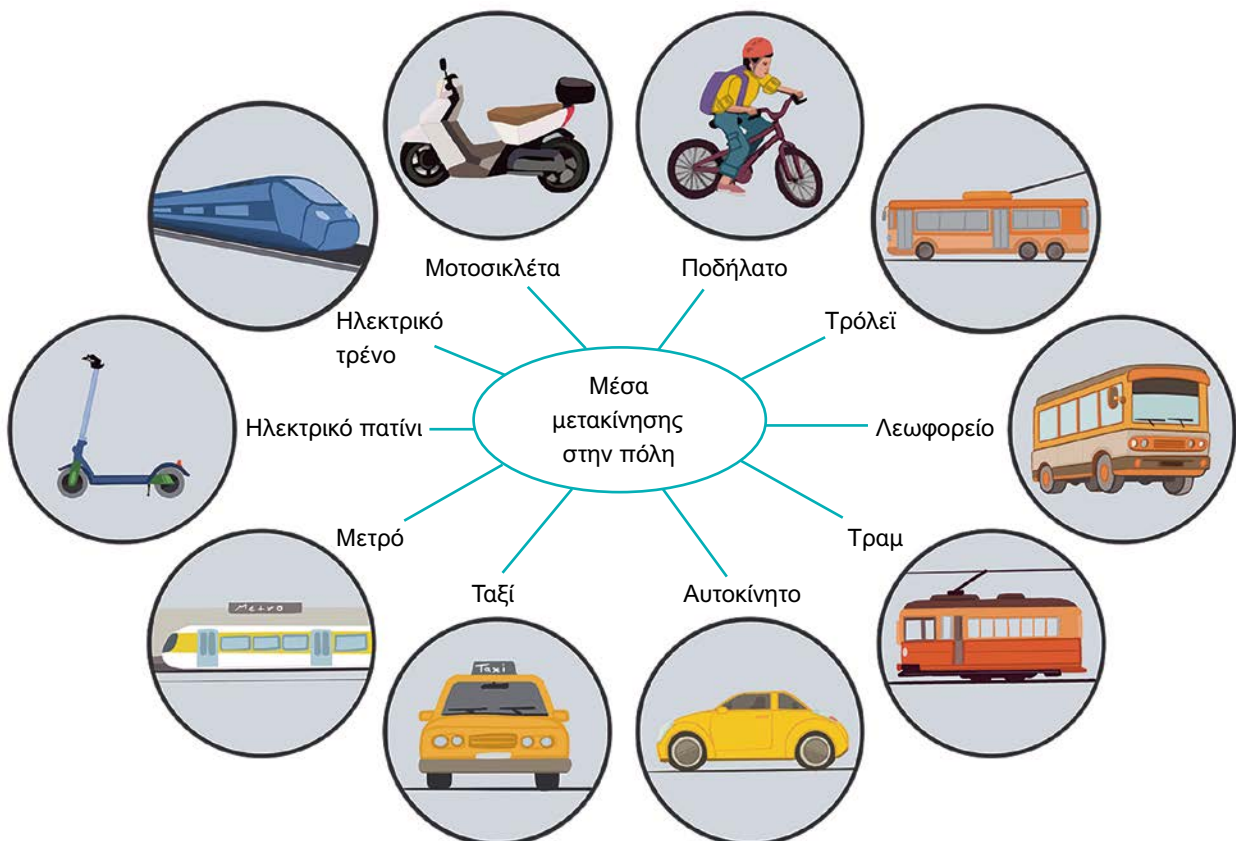 Μοτοσικλέτα
Ποδήλατο
Ηλεκτρικό
τρένο
Τρόλεϊ
Μέσα
μετακίνησης
στην πόλη
Ηλεκτρικό πατίνι
Λεωφορείο
Μετρό
Τραμ
Ταξί
Αυτοκίνητο
Metro
Taxi